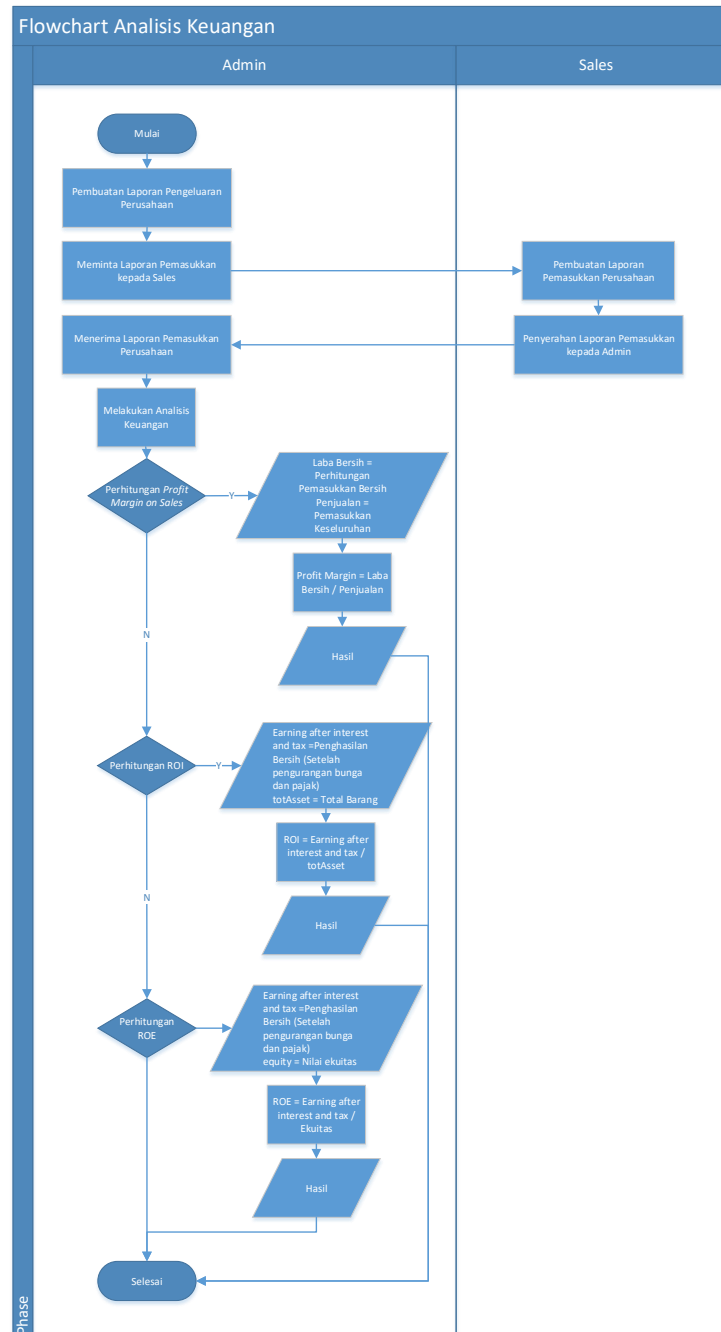 Flowchart Analisis Keuangan
Admin
Sales
Mulai
Pembuatan Laporan Pengeluaran
Perusahaan
Meminta Laporan Pemasukkan
kepada Sales
Pembuatan Laporan
Pemasukkan Perusahaan
Menerima Laporan Pemasukkan
Perusahaan
Penyerahan Laporan Pemasukkan
kepada Admin
Melakukan Analisis
Keuangan
Perhitungan Profit
Margin on Sales
Y
Laba Bersih =
Perhitungan
Pemasukkan Bersih
Penjualan =
Pemasukkan
Keseluruhan
Profit Margin = Laba
Bersih / Penjualan
N
Hasil
Perhitungan ROI
Y
Earning after interest
and tax =Penghasilan
Bersih (Setelah
pengurangan bunga
dan pajak)
totAsset = Total Barang
ROI = Earning after
interest and tax /
totAsset
N
Hasil
Perhitungan
ROE
Earning after interest
and tax =Penghasilan
Bersih (Setelah
pengurangan bunga
dan pajak)
equity = Nilai ekuitas
ROE = Earning after
interest and tax /
Ekuitas
Hasil
Selesai
Phase